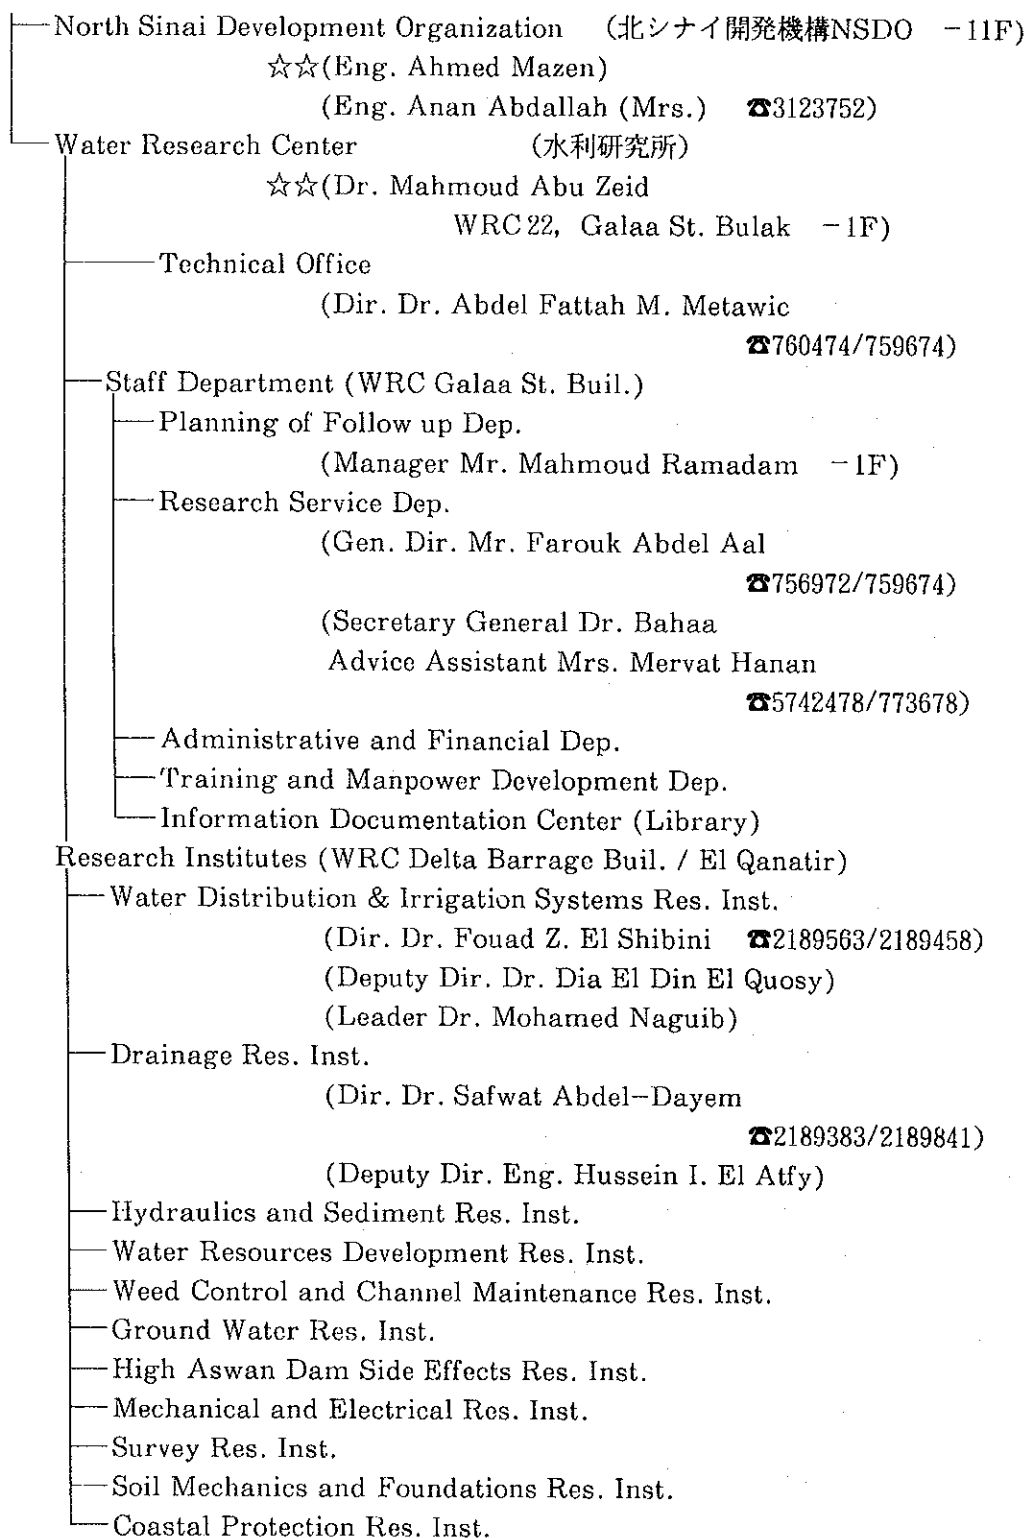 North Sinai Development Organization (北シナイ開発機構NSDO －11F)
☆☆(Eng. Ahmed Mazen)
(Eng. Anan Abdallah (Mrs.) ☎3123752)
Water Research Center (水利研究所)
☆☆(Dr. Mahmoud Abu Zeid
WRC 22, Galaa St. Bulak －1F)
Technical Office
(Dir. Dr. Abdel Fattah M. Metawic
☎760474/759674)
Staff Department (WRC Galaa St. Buil.)
Planning of Follow up Dep.
(Manager Mr. Mahmoud Ramadam －1F)
Research Service Dep.
(Gen. Dir. Mr. Farouk Abdel Aal
☎756972/759674)
(Secretary General Dr. Bahaa
Advice Assistant Mrs. Mervat Hanan
☎5742478/773678)
Administrative and Financial Dep.
Training and Manpower Development Dep.
Information Documentation Center (Library)
Research Institutes (WRC Delta Barrage Buil. / El Qanatir)
Water Distribution & Irrigation Systems Res. Inst.
(Dir. Dr. Fouad Z. El Shibini ☎2189563/2189458)
(Deputy Dir. Dr. Dia El Din El Quosy)
(Leader Dr. Mohamed Naguib)
Drainage Res. Inst.
(Dir. Dr. Safwat Abdel-Dayem
☎2189383/2189841)
(Deputy Dir. Eng. Hussein I. El Atfy)
Hydraulics and Sediment Res. Inst.
Water Resources Development Res. Inst.
Weed Control and Channel Maintenance Res. Inst.
Ground Water Res. Inst.
High Aswan Dam Side Effects Res. Inst.
Mechanical and Electrical Res. Inst.
Survey Res. Inst.
Soil Mechanics and Foundations Res. Inst.
Coastal Protection Res. Inst.